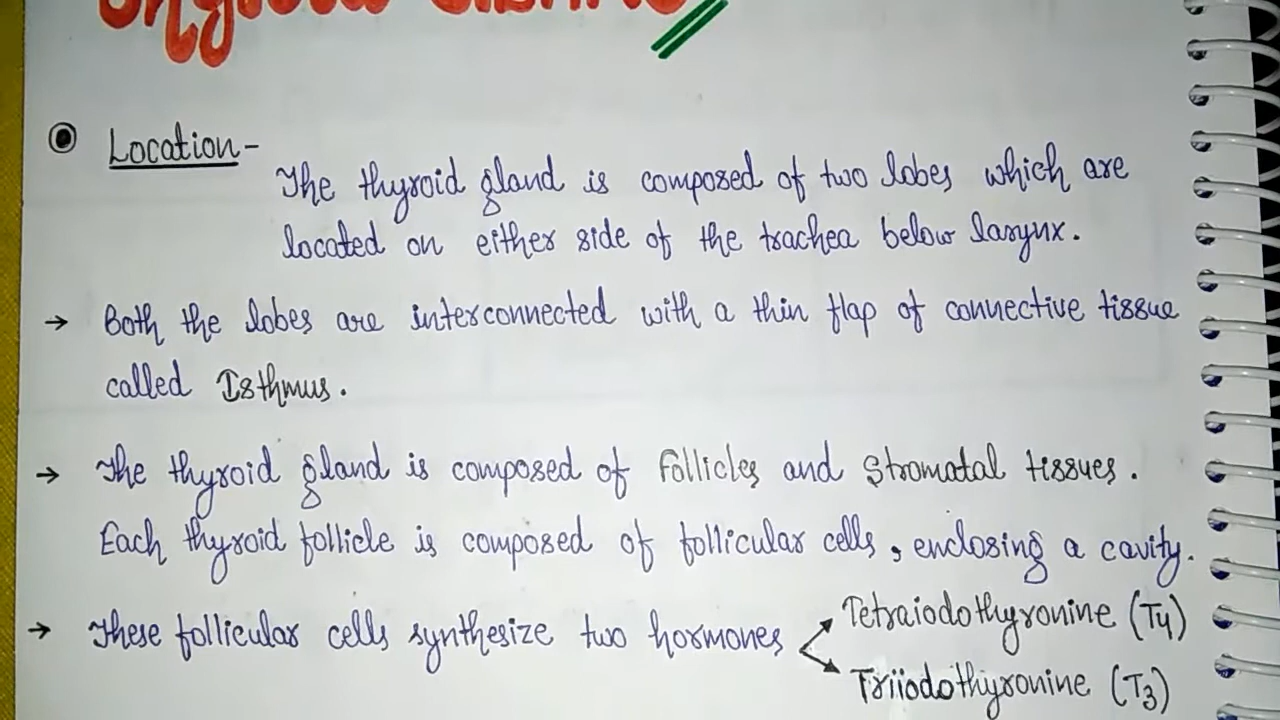 Location-
The thyroid gland is composed of two lobes which are
located on either side of the trachea below larynx.
→ Both the lobes are interconnected with a thin flap of connective tissue
called Isthmus.
→ The thyroid gland is composed of Follicles and Stromatal tissues.
Each thyroid follicle is composed of follicular cells, enclosing a cavity.
→ These follicular cells synthesize two hormones
Tetraiodothyronine (T4)
Triiodothyronine (T3)